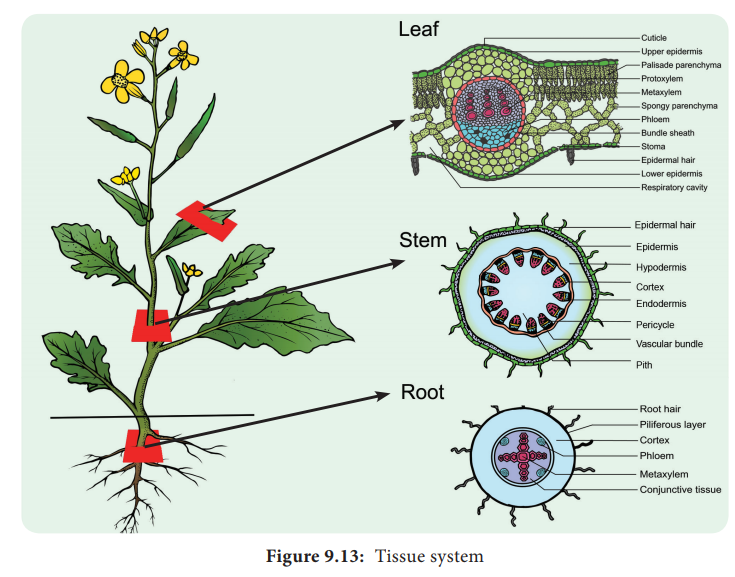 Leaf
Cuticle
Upper epidermis
Palisade parenchyma
Protoxylem
Metaxylem
Spongy parenchyma
Phloem
Bundle sheath
Stoma
Epidermal hair
Lower epidermis
Respiratory cavity
Stem
Epidermal hair
Epidermis
Hypodermis
Cortex
Endodermis
Pericycle
Vascular bundle
Pith
Root
Root hair
Piliferous layer
Cortex
Phloem
Metaxylem
Conjunctive tissue
Figure 9.13: Tissue system